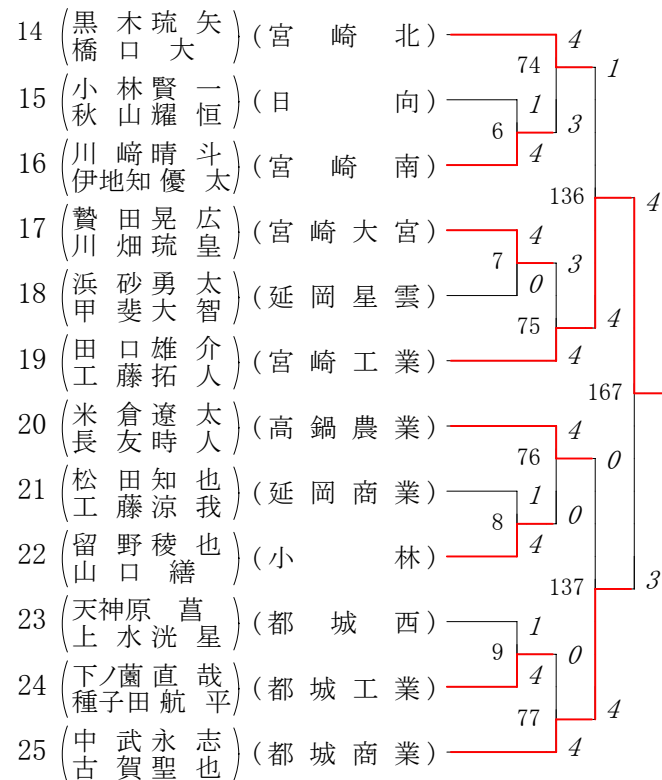 14 (黒木琉矢 橋口大) (宮崎北) 4
74 1
15 (小林賢一 秋山耀恒) (日向) 1
6 3
16 (川﨑晴斗 伊地知優太) (宮崎南) 4
136 4
17 (贄田晃広 川畑琉皇) (宮崎大宮) 4
7 3
18 (浜砂勇太 甲斐大智) (延岡星雲) 0
75 4
19 (田口雄介 工藤拓人) (宮崎工業) 4
167
20 (米倉遼太 長友時人) (高鍋農業) 4
76 0
21 (松田知也 工藤涼我) (延岡商業) 1
8 0
22 (留野稜也 山口繕) (小林) 4
137 3
23 (天神原菖 上水洸星) (都城西) 1
9 0
24 (下ノ薗直哉 種子田航平) (都城工業) 4
77 4
25 (中武永志 古賀聖也) (都城商業) 4